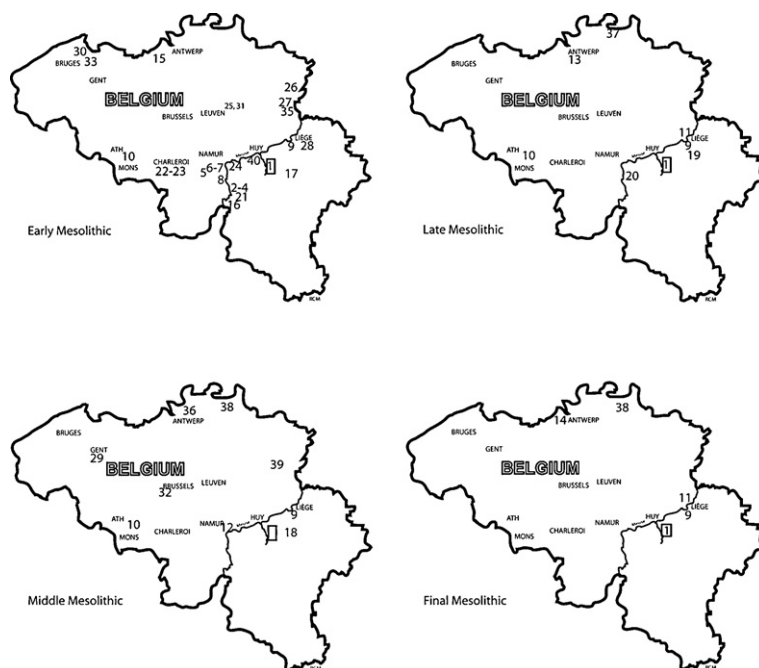 30
ANTWERP
BRUGES 33
15
GENT
26
BELGIUM
27
25, 31
35
BRUSSELS
LEUVEN
LIEGE
9
28
ATH
10
NAMUR
HUY
MONS
CHARLEROI
6-7
24
40
1
22-23
5
17
8
2-4
21
16
Early Mesolithic
RCM
37
ANTWERP
13
BRUGES
GENT
BELGIUM
BRUSSELS
LEUVEN
11
LIEGE
9
ATH
10
NAMUR
HUY
19
MONS
CHARLEROI
1
20
Late Mesolithic
RCM
36
38
ANTWERP
BRUGES
GENT
29
BELGIUM
39
BRUSSELS
LEUVEN
32
LIEGE
9
ATH
10
NAMUR
12
HUY
MONS
CHARLEROI
18
Middle Mesolithic
RCM
38
14
ANTWERP
BRUGES
GENT
BELGIUM
BRUSSELS
LEUVEN
11
LIEGE
9
ATH
NAMUR
HUY
MONS
CHARLEROI
1
Final Mesolithic
RCM